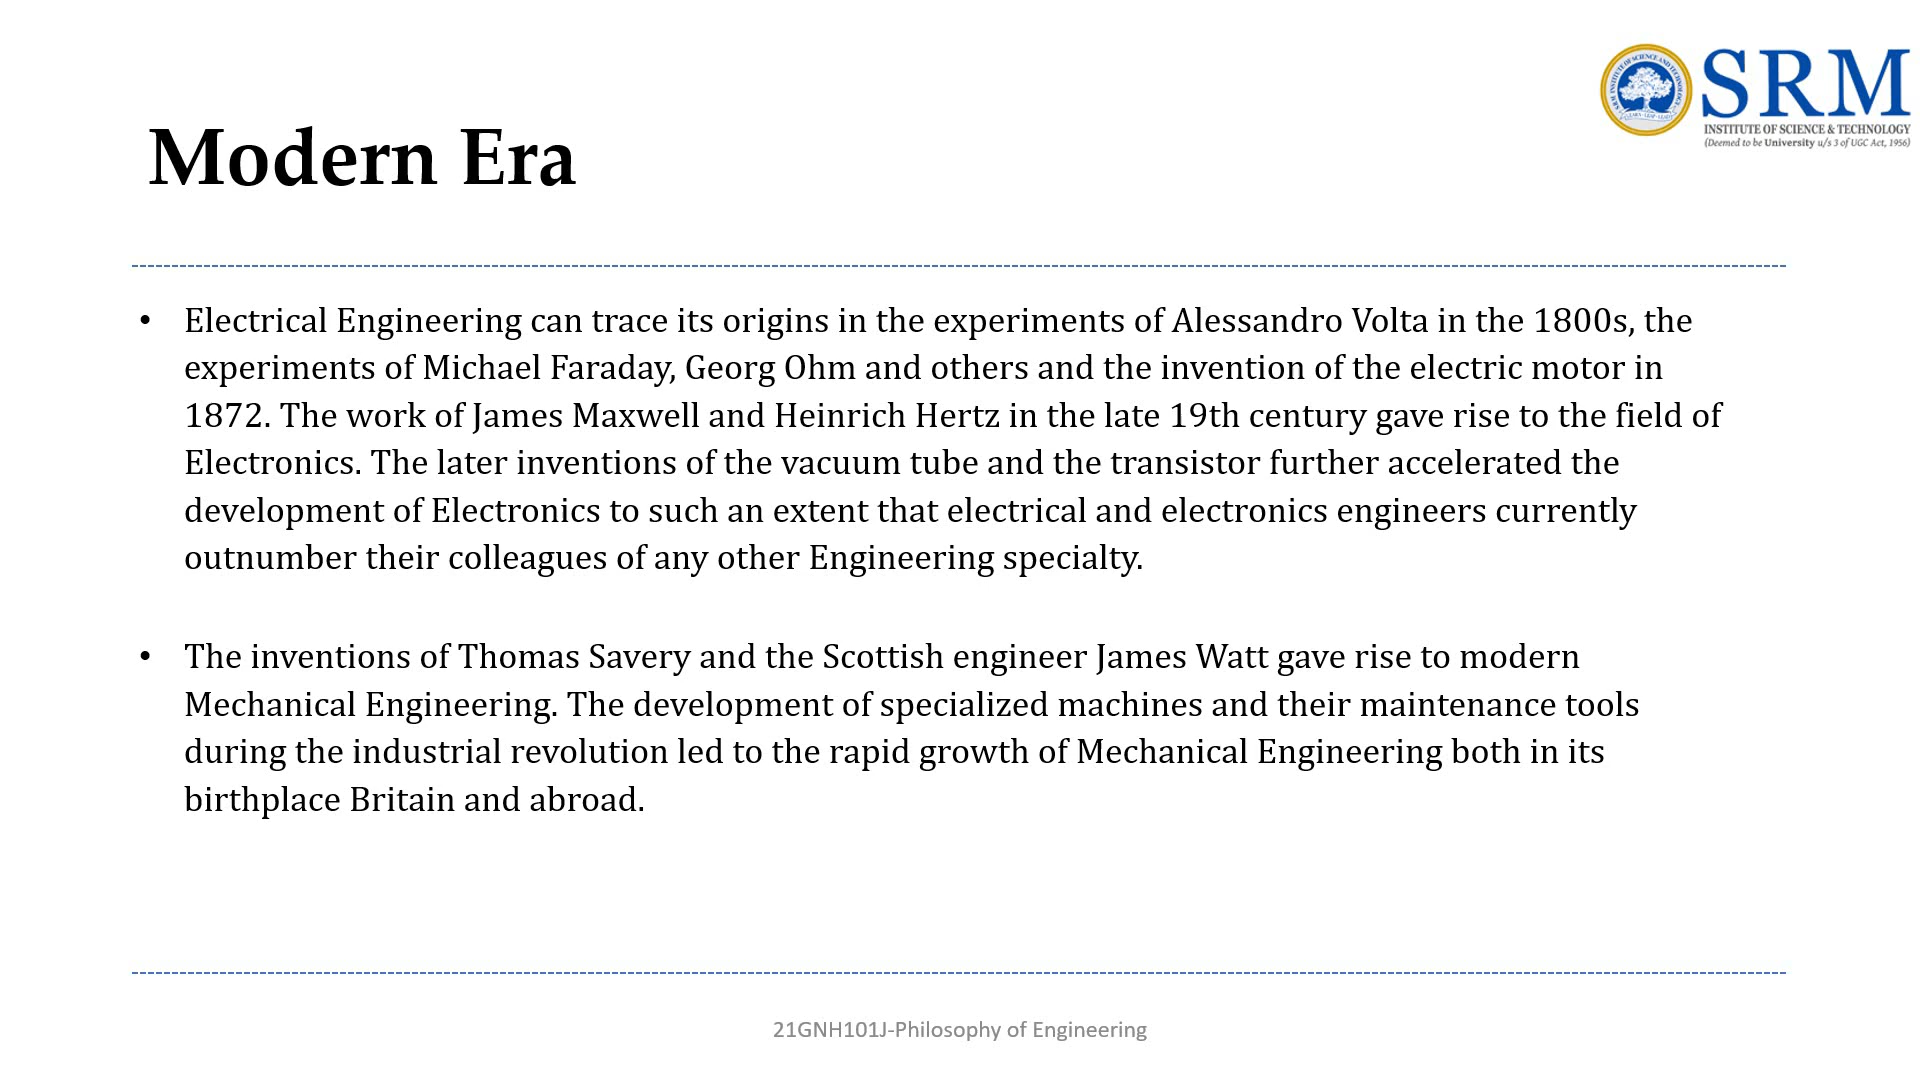 SRM
INSTITUTE OF SCIENCE & TECHNOLOGY
(Deemed to be University u/s 3 of UGC Act, 1956)
Modern Era
• Electrical Engineering can trace its origins in the experiments of Alessandro Volta in the 1800s, the
experiments of Michael Faraday, Georg Ohm and others and the invention of the electric motor in
1872. The work of James Maxwell and Heinrich Hertz in the late 19th century gave rise to the field of
Electronics. The later inventions of the vacuum tube and the transistor further accelerated the
development of Electronics to such an extent that electrical and electronics engineers currently
outnumber their colleagues of any other Engineering specialty.
• The inventions of Thomas Savery and the Scottish engineer James Watt gave rise to modern
Mechanical Engineering. The development of specialized machines and their maintenance tools
during the industrial revolution led to the rapid growth of Mechanical Engineering both in its
birthplace Britain and abroad.
21GNH101J-Philosophy of Engineering